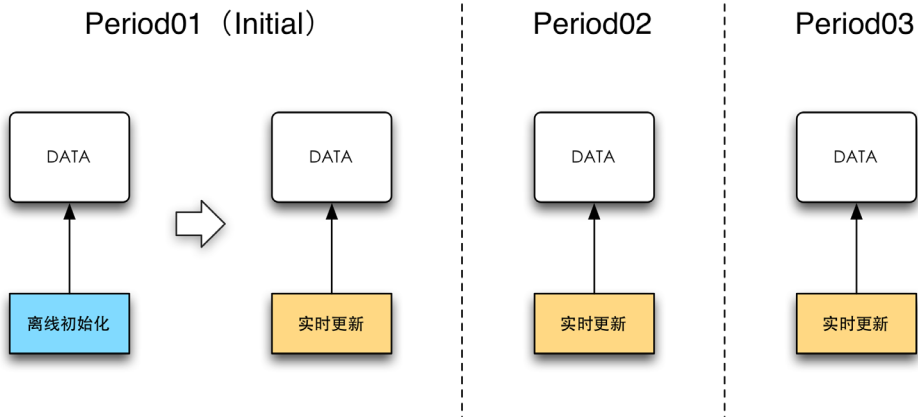 Period01（Initial）
Period02
Period03
DATA
DATA
DATA
DATA
离线初始化
实时更新
实时更新
实时更新